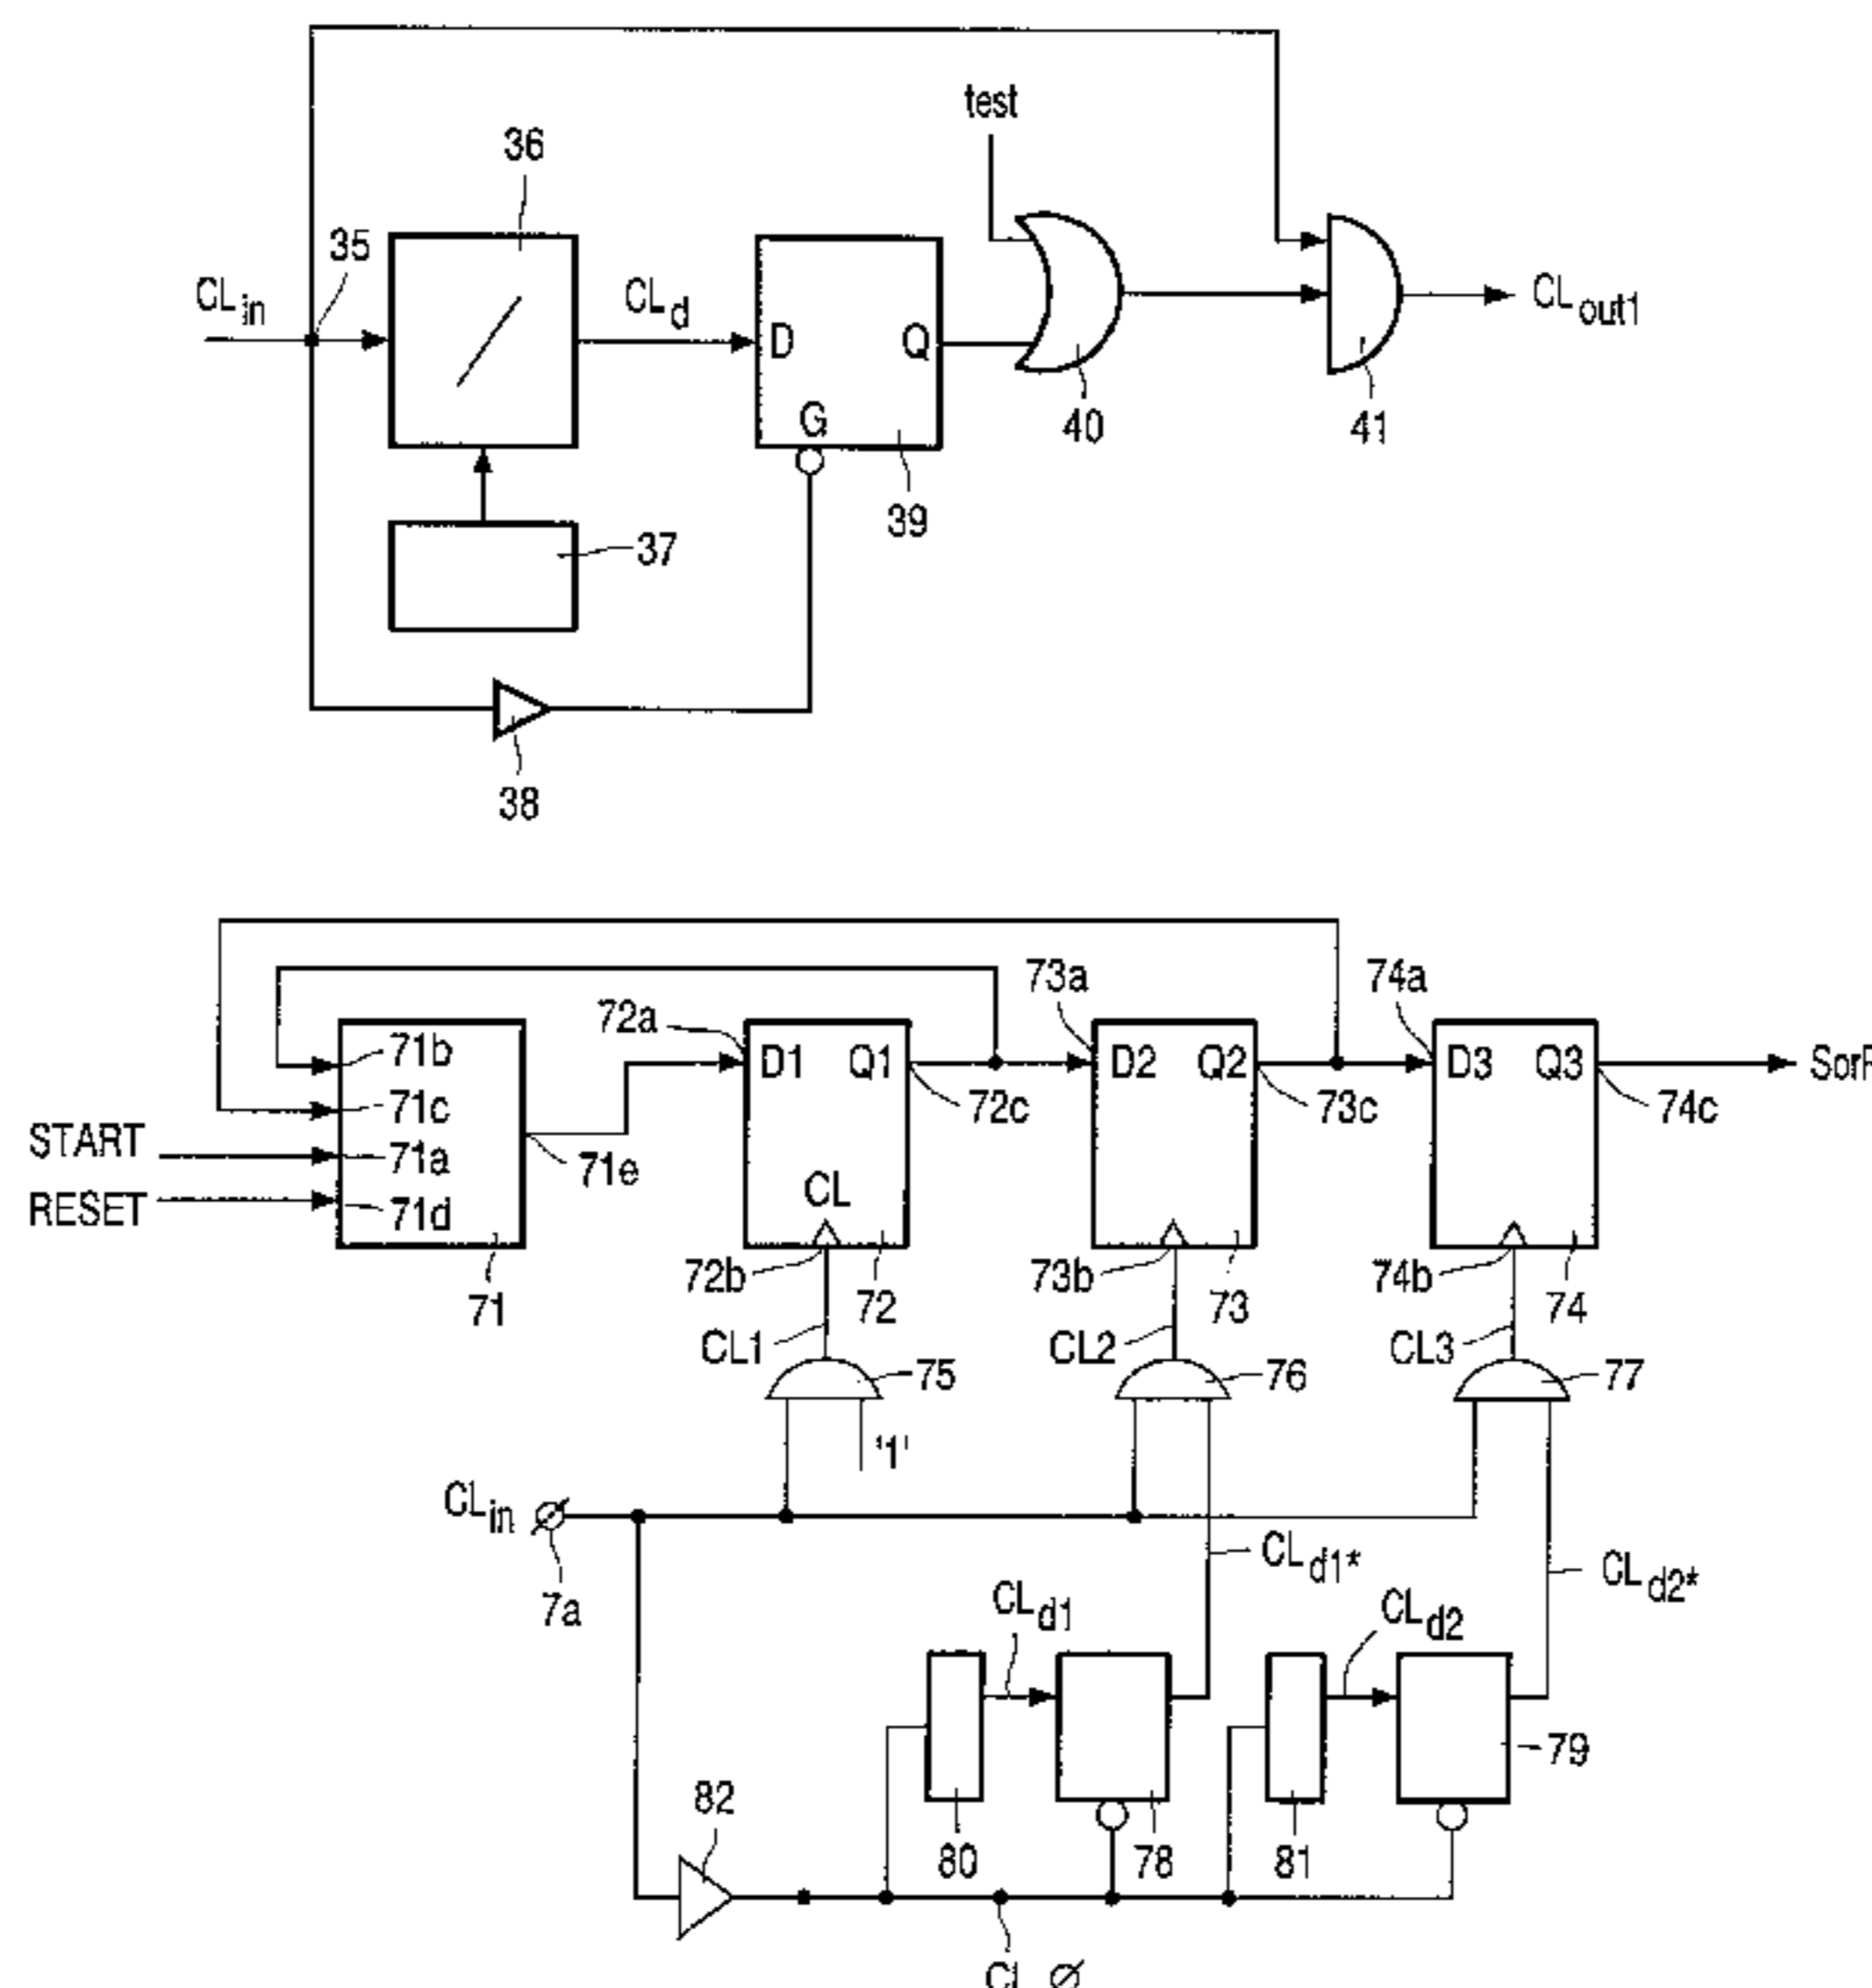 test
36
35
CLin
CLd
CLout1
D
Q
G
40
41
39
37
38
73a
74a
72a
71b
D1
Q1
D2
Q2
D3
Q3
71c
72c
73c
74c
START
71a
71e
RESET
71d
CL
72b
73b
74b
71
72
73
74
CL1
CL2
CL3
75
76
77
'1'
CLin
CLd1*
CLd2*
7a
CLd1
CLd2
79
82
80
78
81